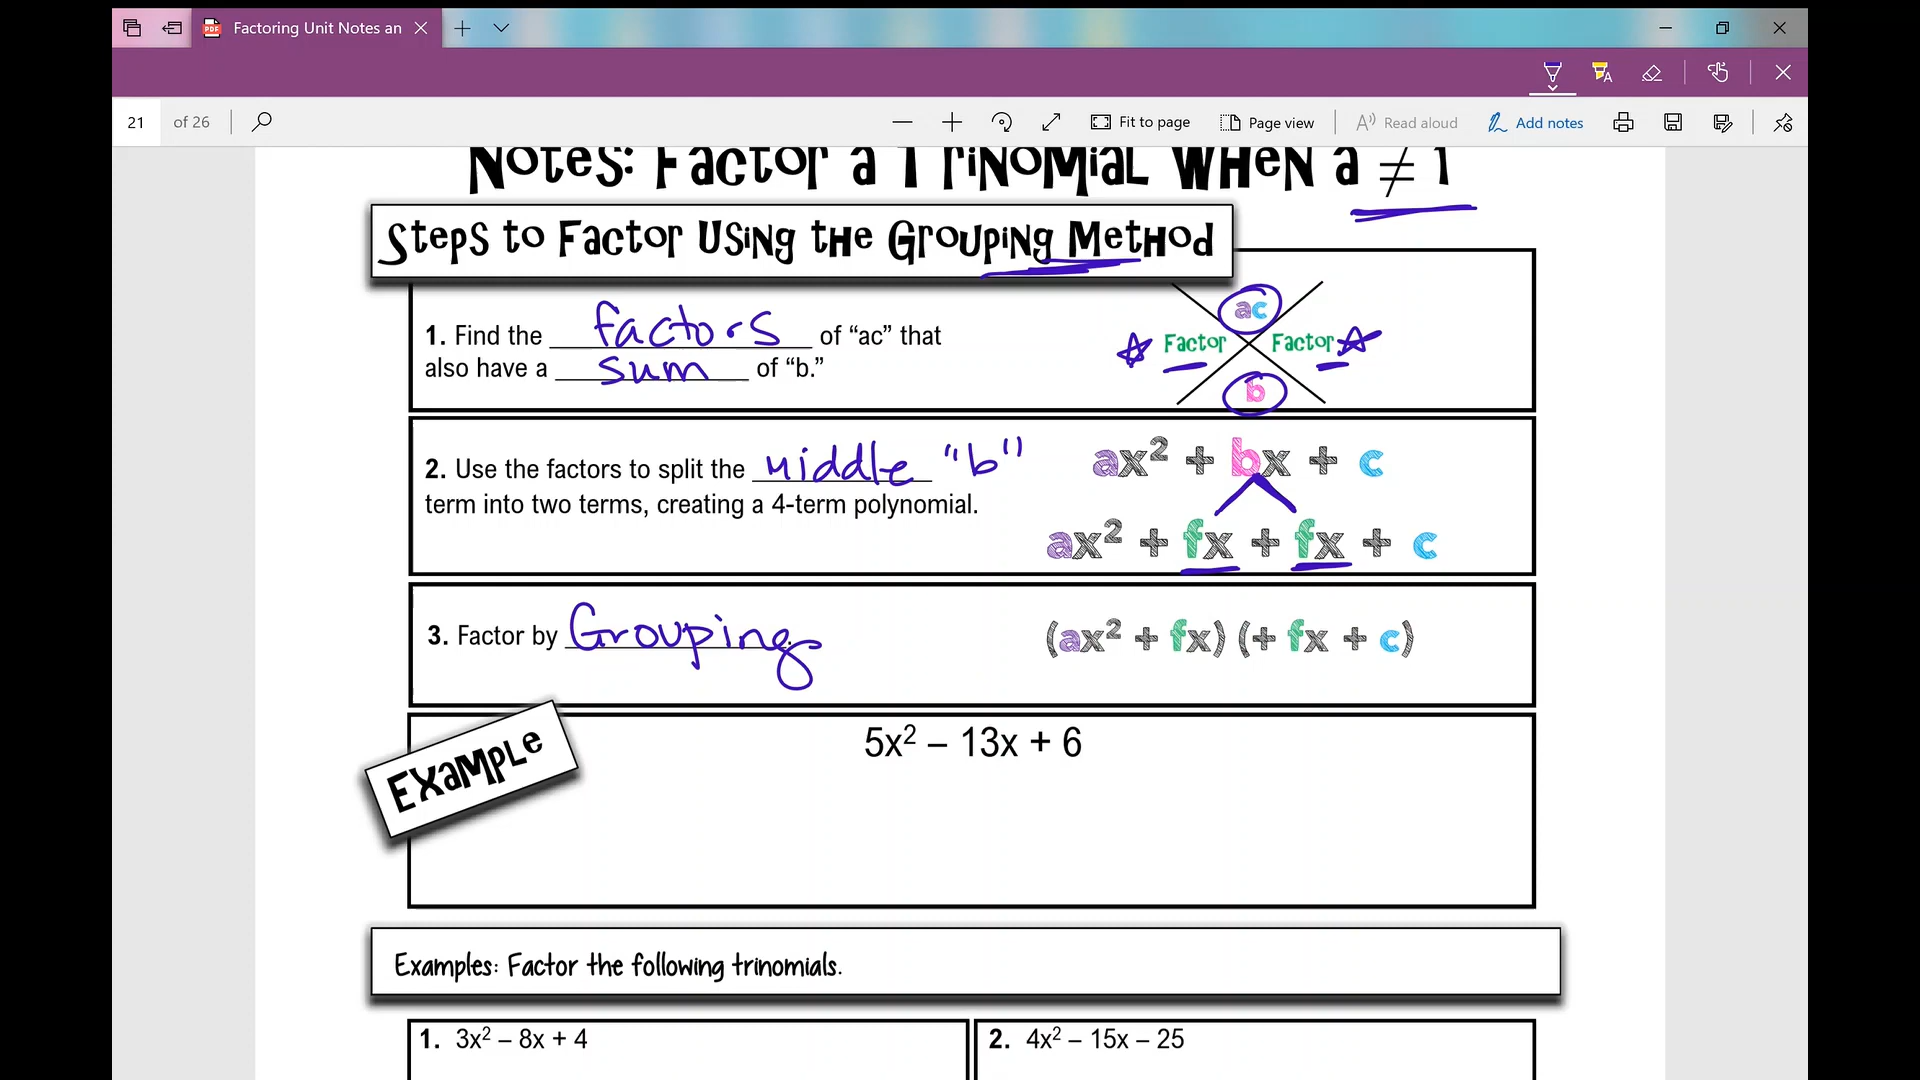 Factoring Unit Notes an
21 of 26
Fit to page
Page view
Read aloud
Add notes
Notes: Factor a Trinomial When a ≠ 1
Steps to Factor Using the Grouping Method
1. Find the factors of “ac” that
also have a sum of “b.”
ac
Factor Factor
b
2. Use the factors to split the middle "b"
term into two terms, creating a 4-term polynomial.
ax² + bx + c
ax² + fx + fx + c
3. Factor by Grouping.
(ax² + fx) (+ fx + c)
Example
5x² – 13x + 6
Examples: Factor the following trinomials.
1. 3x² – 8x + 4
2. 4x² – 15x – 25